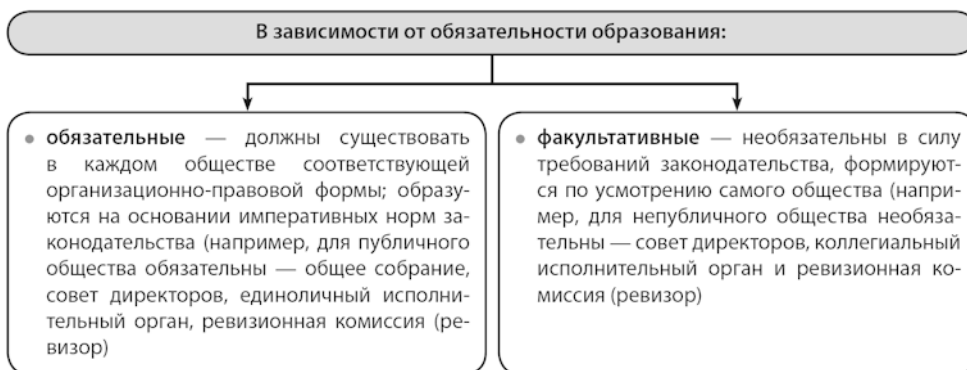 В зависимости от обязательности образования:
• обязательные — должны существовать
в каждом обществе соответствующей
организационно-правовой формы; образу-
ются на основании императивных норм за-
конодательства (например, для публичного
общества обязательны — общее собрание,
совет директоров, единоличный исполни-
тельный орган, ревизионная комиссия (ре-
визор)
• факультативные — необязательны в силу
требований законодательства, формируют-
ся по усмотрению самого общества (напри-
мер, для непубличного общества необяза-
тельны — совет директоров, коллегиальный
исполнительный орган и ревизионная ко-
миссия (ревизор)